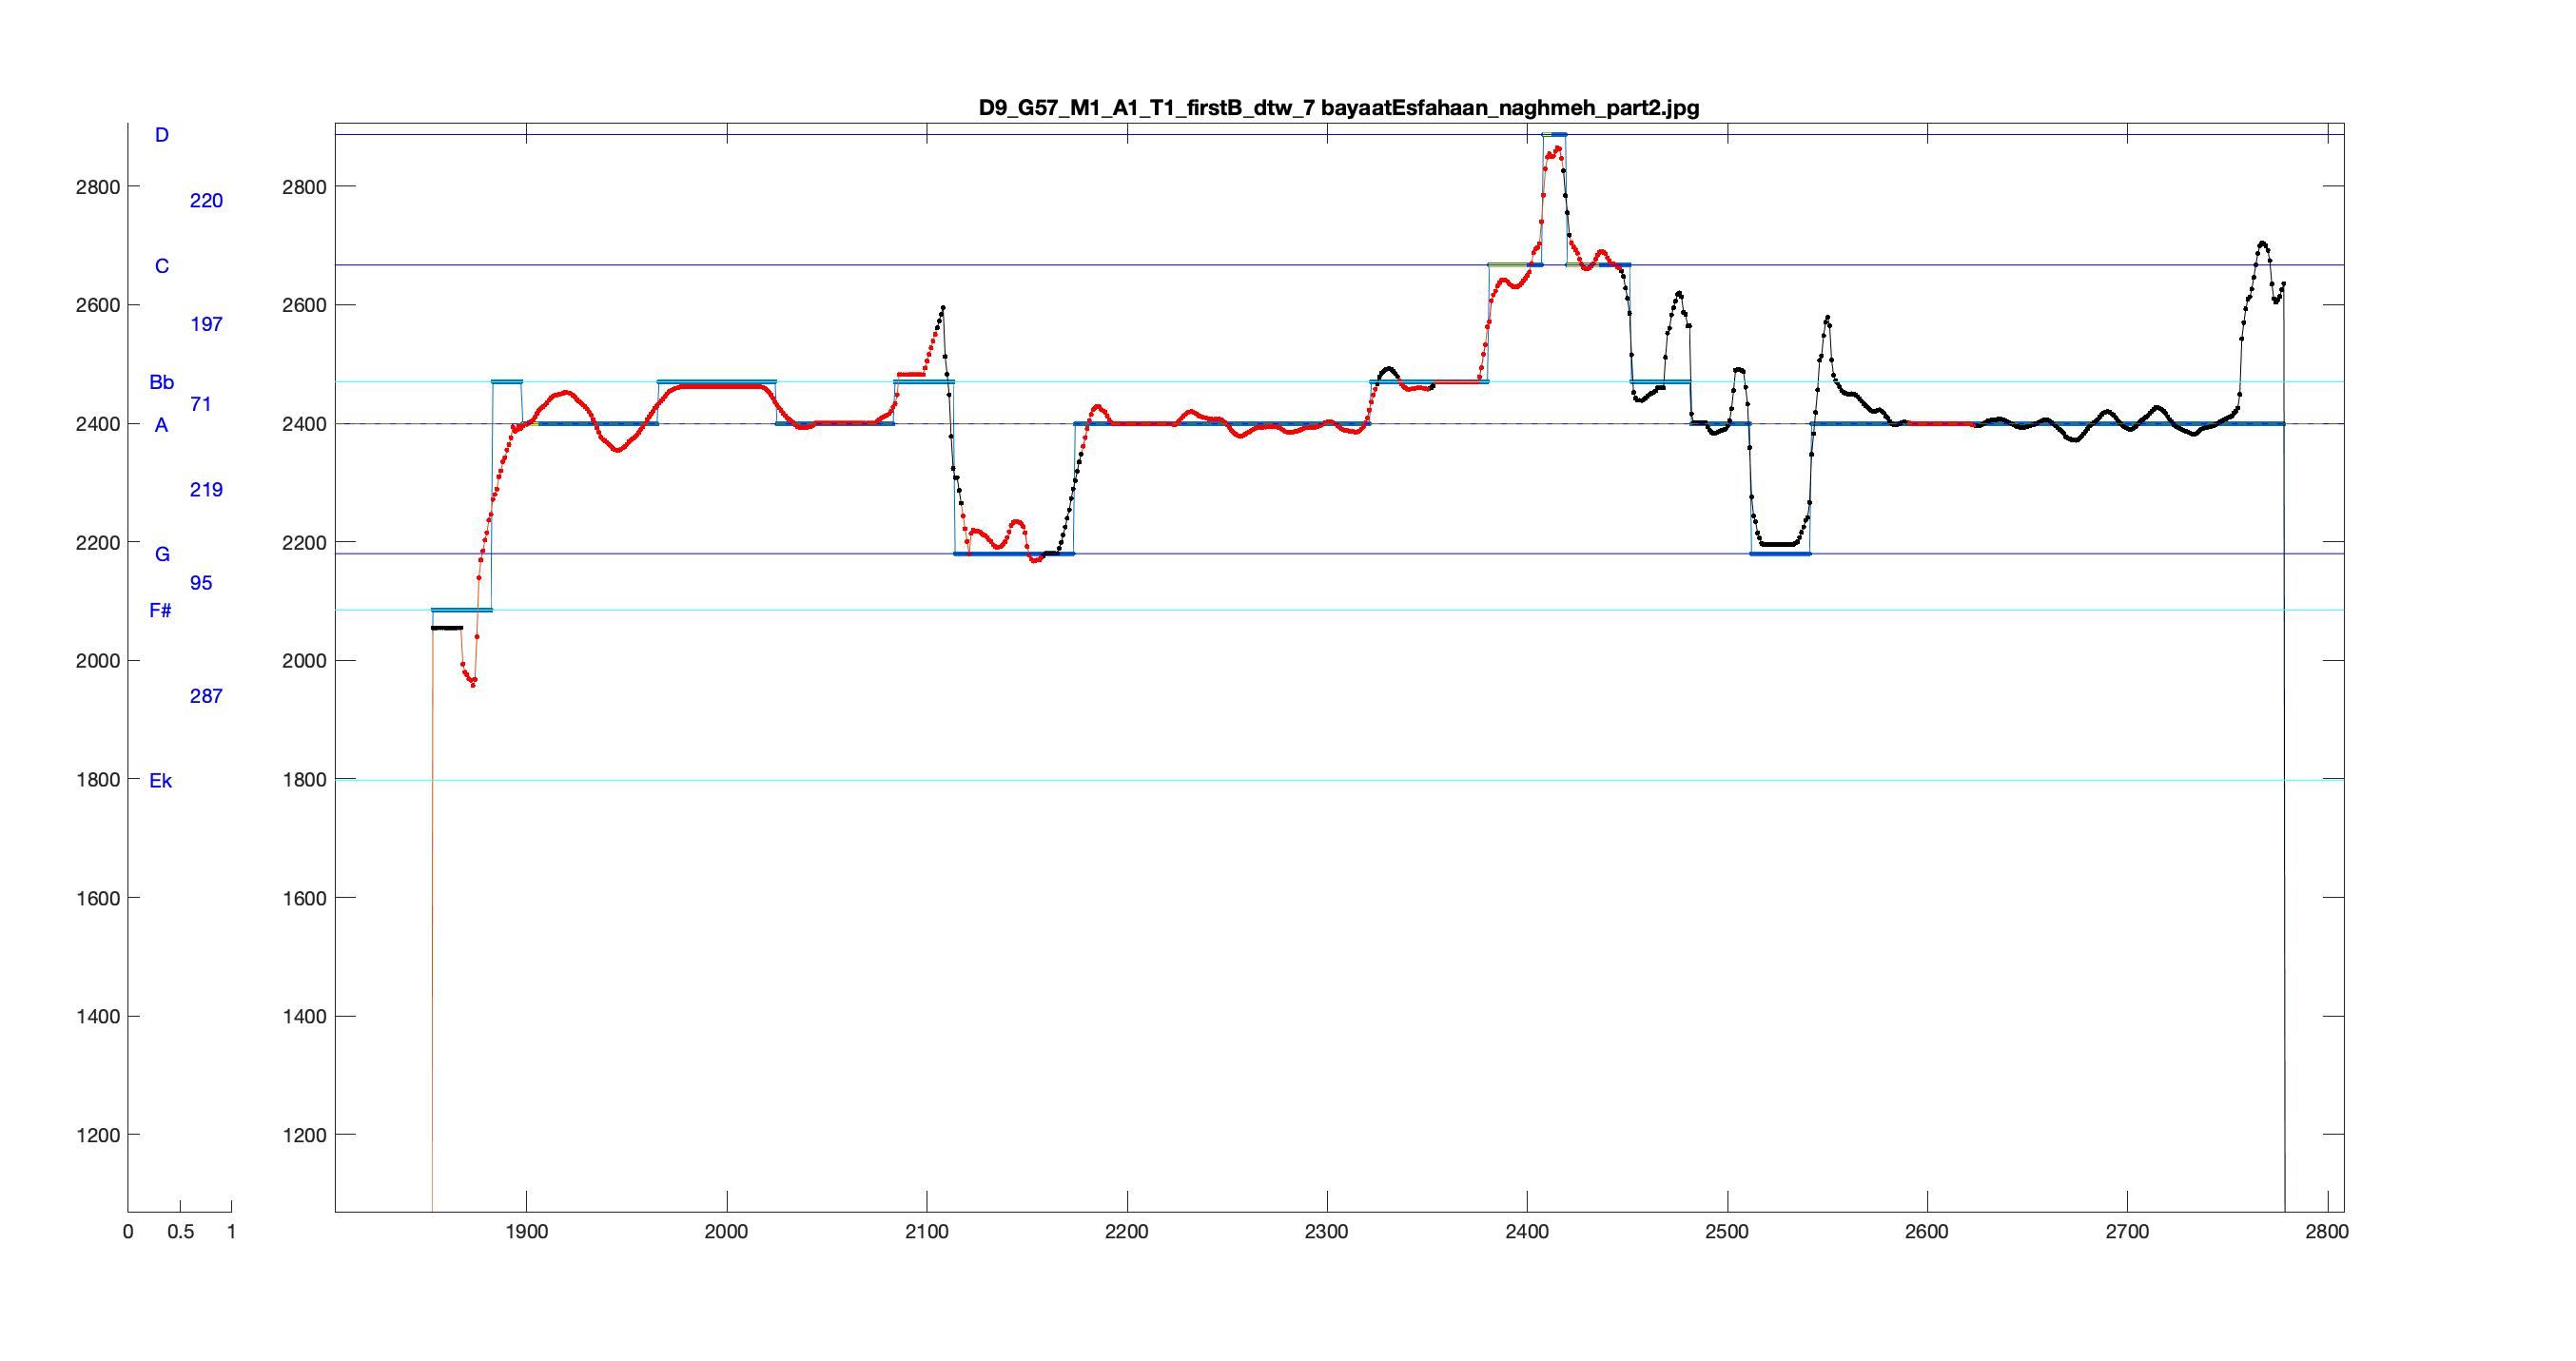 D9_G57_M1_A1_T1_firstB_dtw_7 bayaatEsfahaan_naghmeh_part2.jpg
D
2800 2800
220
C
2600 2600
197
Bb
71
2400 A 2400
219
2200 2200
G
95
F#
2000 2000
287
1800 Ek 1800
1600 1600
1400 1400
1200 1200
0 0.5 1 1900 2000 2100 2200 2300 2400 2500 2600 2700 2800